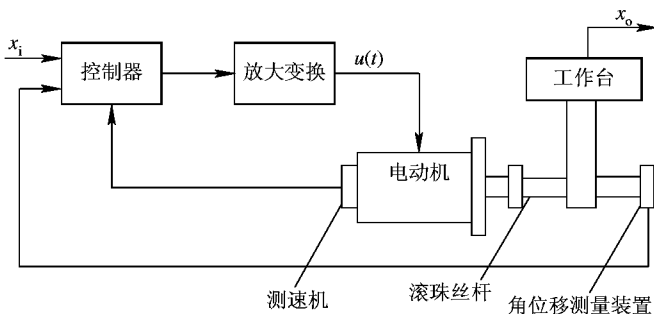 xi
xo
控制器
放大变换
u(t)
工作台
电动机
测速机
滚珠丝杆
角位移测量装置